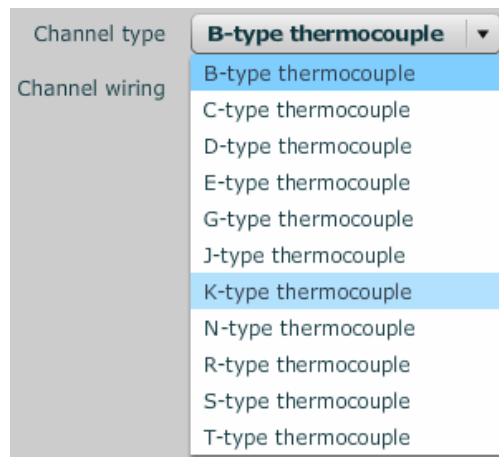 Channel type B-type thermocouple
B-type thermocouple
Channel wiring
C-type thermocouple
D-type thermocouple
E-type thermocouple
G-type thermocouple
J-type thermocouple
K-type thermocouple
N-type thermocouple
R-type thermocouple
S-type thermocouple
T-type thermocouple